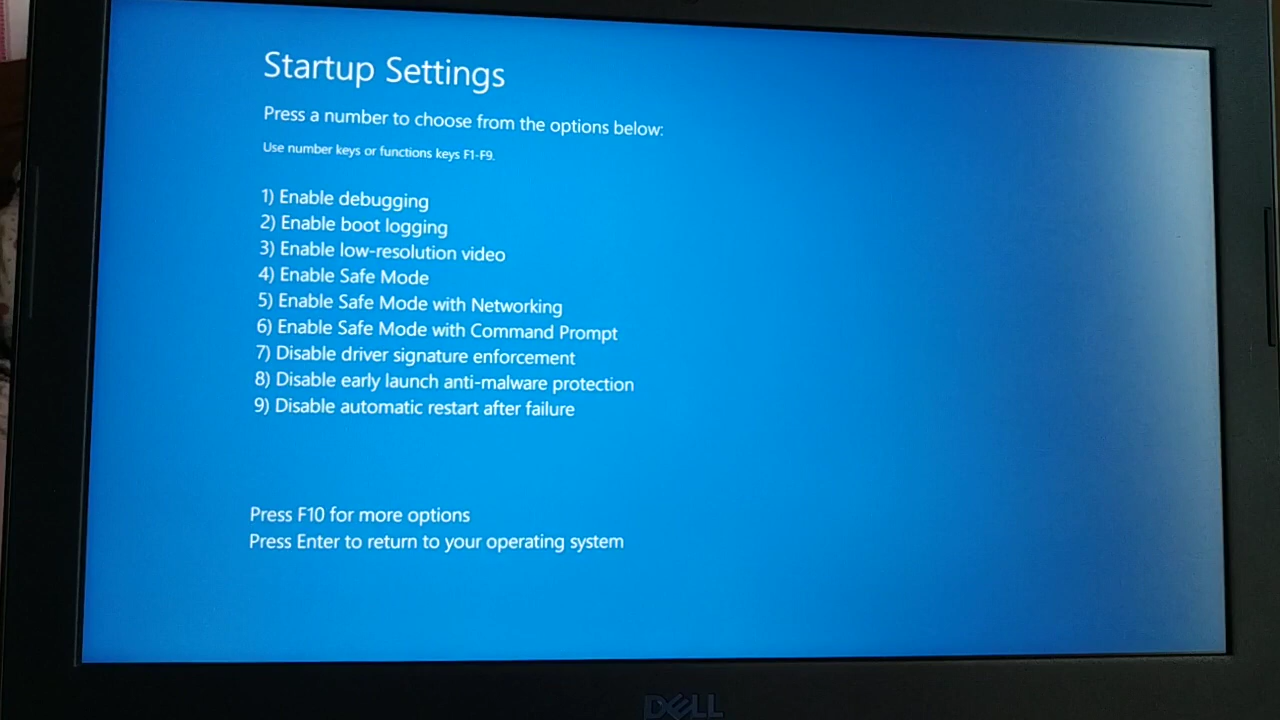 Startup Settings
Press a number to choose from the options below:
Use number keys or functions keys F1-F9.
1) Enable debugging
2) Enable boot logging
3) Enable low-resolution video
4) Enable Safe Mode
5) Enable Safe Mode with Networking
6) Enable Safe Mode with Command Prompt
7) Disable driver signature enforcement
8) Disable early launch anti-malware protection
9) Disable automatic restart after failure
Press F10 for more options
Press Enter to return to your operating system
DELL